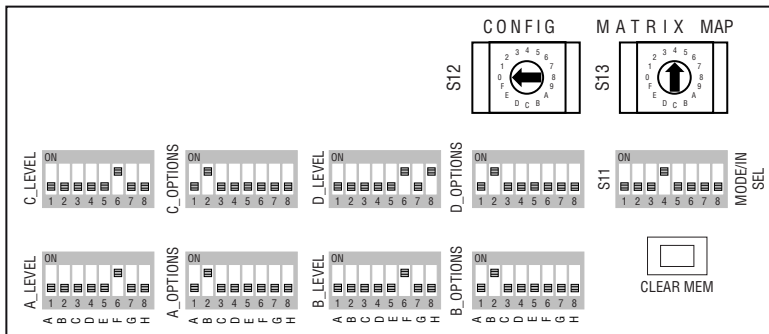 CONFIG MATRIX MAP
S12
0 1 2 3 4 5 6 7 8 9 A B C D E F
S13
0 1 2 3 4 5 6 7 8 9 A B C D E F
C_LEVEL
ON
1 2 3 4 5 6 7 8
C_OPTIONS
ON
1 2 3 4 5 6 7 8
D_LEVEL
ON
1 2 3 4 5 6 7 8
D_OPTIONS
ON
1 2 3 4 5 6 7 8
S11
ON
1 2 3 4 5 6 7 8
MODE/IN
SEL
A_LEVEL
ON
1 2 3 4 5 6 7 8
A B C D E F G H
A_OPTIONS
ON
1 2 3 4 5 6 7 8
A B C D E F G H
B_LEVEL
ON
1 2 3 4 5 6 7 8
A B C D E F G H
B_OPTIONS
ON
1 2 3 4 5 6 7 8
A B C D E F G H
CLEAR MEM